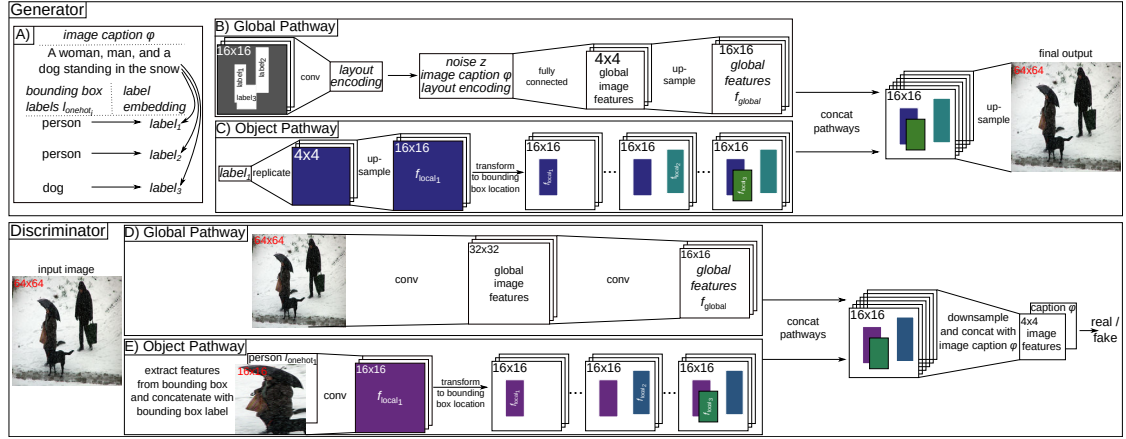 Generator
A)
image caption φ
A woman, man, and a
dog standing in the snow
bounding box
labels l_onehot_i
label
embedding
person
label₁
person
label₂
dog
label₃
B) Global Pathway
16x16
label₁
label₂
label₃
conv
layout
encoding
noise z
image caption φ
layout encoding
fully
connected
4x4
global
image
features
up-
sample
16x16
global
features
f_global
C) Object Pathway
label₁
replicate
4x4
up-
sample
16x16
f_local₁
transform
to bounding
box location
16x16
f_local₁
...
16x16
f_local₂
...
16x16
f_local₃
concat
pathways
16x16
up-
sample
final output
64x64
Discriminator
input image
64x64
D) Global Pathway
64x64
conv
32x32
global
image
features
conv
16x16
global
features
f_global
E) Object Pathway
extract features
from bounding box
and concatenate with
bounding box label
person l_onehot₁
16x16
conv
16x16
f_local₁
transform
to bounding
box location
16x16
f_local₁
...
16x16
f_local₂
...
16x16
f_local₃
concat
pathways
16x16
downsample
and concat with
image caption φ
caption φ
4x4
image
features
real /
fake